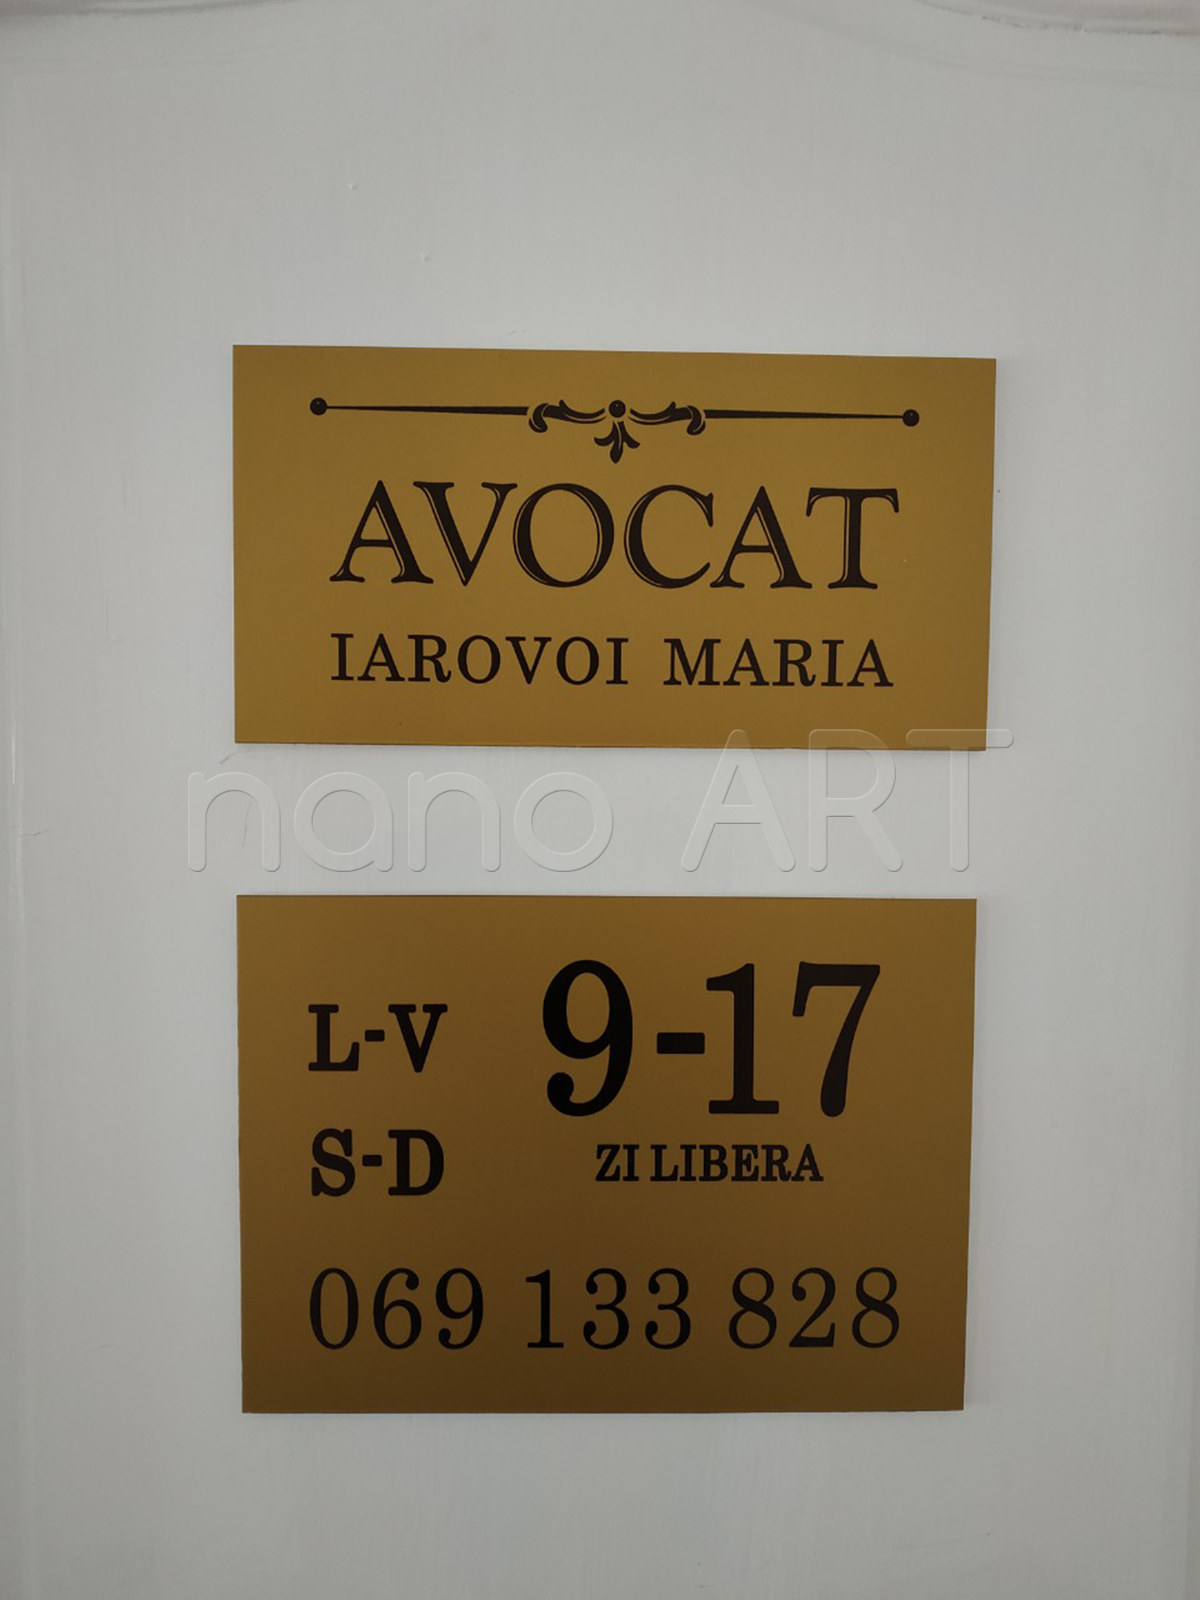 AVOCAT
IAROVOI MARIA
nano ART
L-V 9-17
S-D ZI LIBERA
069 133 828